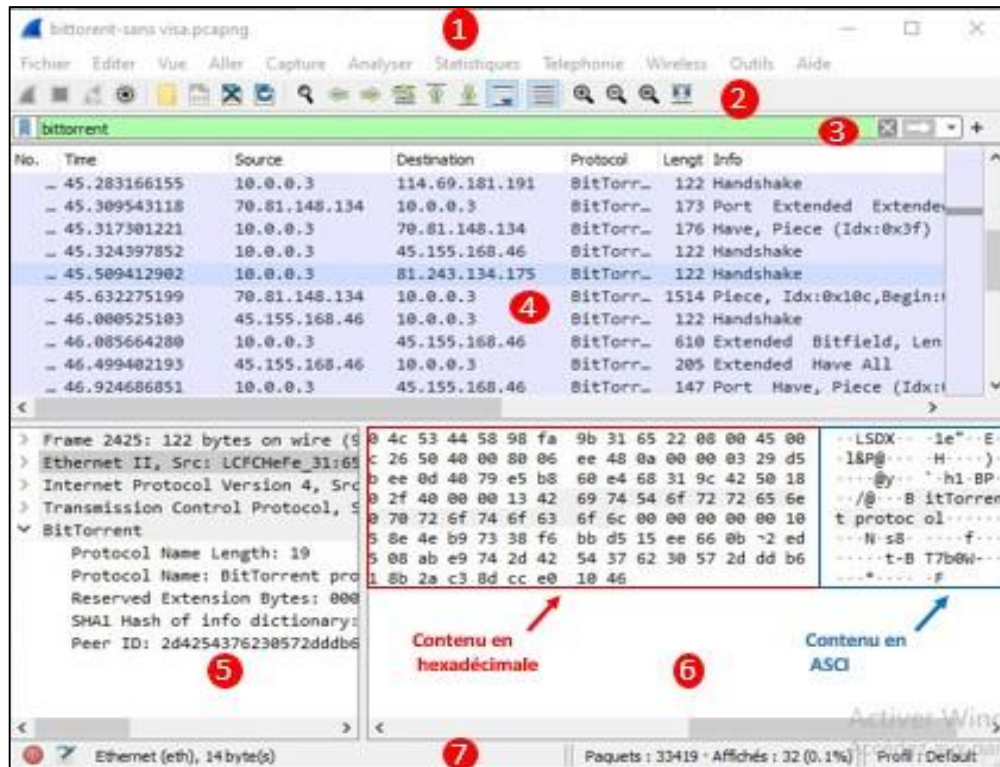 bittorent-sans visa.pcapng
1
Fichier Editer Vue Aller Capture Analyser Statistiques Telephonie Wireless Outils Aide
2
bittorrent
3
No. Time Source Destination Protocol Lengt Info
… 45.283166155 10.0.0.3 114.69.181.191 BitTorr… 122 Handshake
… 45.309543118 70.81.148.134 10.0.0.3 BitTorr… 173 Port Extended Extende
… 45.317301221 10.0.0.3 70.81.148.134 BitTorr… 176 Have, Piece (Idx:0x3f)
… 45.324397852 10.0.0.3 45.155.168.46 BitTorr… 122 Handshake
… 45.509412902 10.0.0.3 81.243.134.175 BitTorr… 122 Handshake
… 45.632275199 70.81.148.134 10.0.0.3 BitTorr… 1514 Piece, Idx:0x10c,Begin:
… 46.000525103 45.155.168.46 10.0.0.3 BitTorr… 122 Handshake
… 46.085664280 10.0.0.3 45.155.168.46 BitTorr… 610 Extended Bitfield, Len
… 46.499402193 45.155.168.46 10.0.0.3 BitTorr… 205 Extended Have All
… 46.924686851 10.0.0.3 45.155.168.46 BitTorr… 147 Port Have, Piece (Idx:
4
Frame 2425: 122 bytes on wire (9
Ethernet II, Src: LCFCHeFe_31:65
Internet Protocol Version 4, Src
Transmission Control Protocol, S
BitTorrent
Protocol Name Length: 19
Protocol Name: BitTorrent pro
Reserved Extension Bytes: 000
SHA1 Hash of info dictionary:
Peer ID: 2d4254376230572dddb6
5
0 4c 53 44 58 98 fa 9b 31 65 22 08 00 45 00
c 26 50 40 00 80 06 ee 48 0a 00 00 03 29 d5
b ee 0d 40 79 e5 b8 60 e4 68 31 9c 42 50 18
0 2f 40 00 00 13 42 69 74 54 6f 72 72 65 6e
0 70 72 6f 74 6f 63 6f 6c 00 00 00 00 00 10
5 8e 4e b9 73 38 f6 bb d5 15 ee 66 0b ~2 ed
5 08 ab e9 74 2d 42 54 37 62 30 57 2d dd b6
1 8b 2a c3 8d cc e0 10 46
··LSDX·· ·1e"··E·
·l&P@··· ·H····)·
···@y·· `·h1·BP·
·/@···B itTorren
t protoc ol······
··N·s8· ····f···
·····t-B T7b0W-··
···*···· ·F
Contenu en
hexadécimale
Contenu en
ASCI
6
Activer Win
Ethernet (eth), 14 byte(s)
7
Paquets : 33419 · Affichés : 32 (0.1%)
Profil : Default